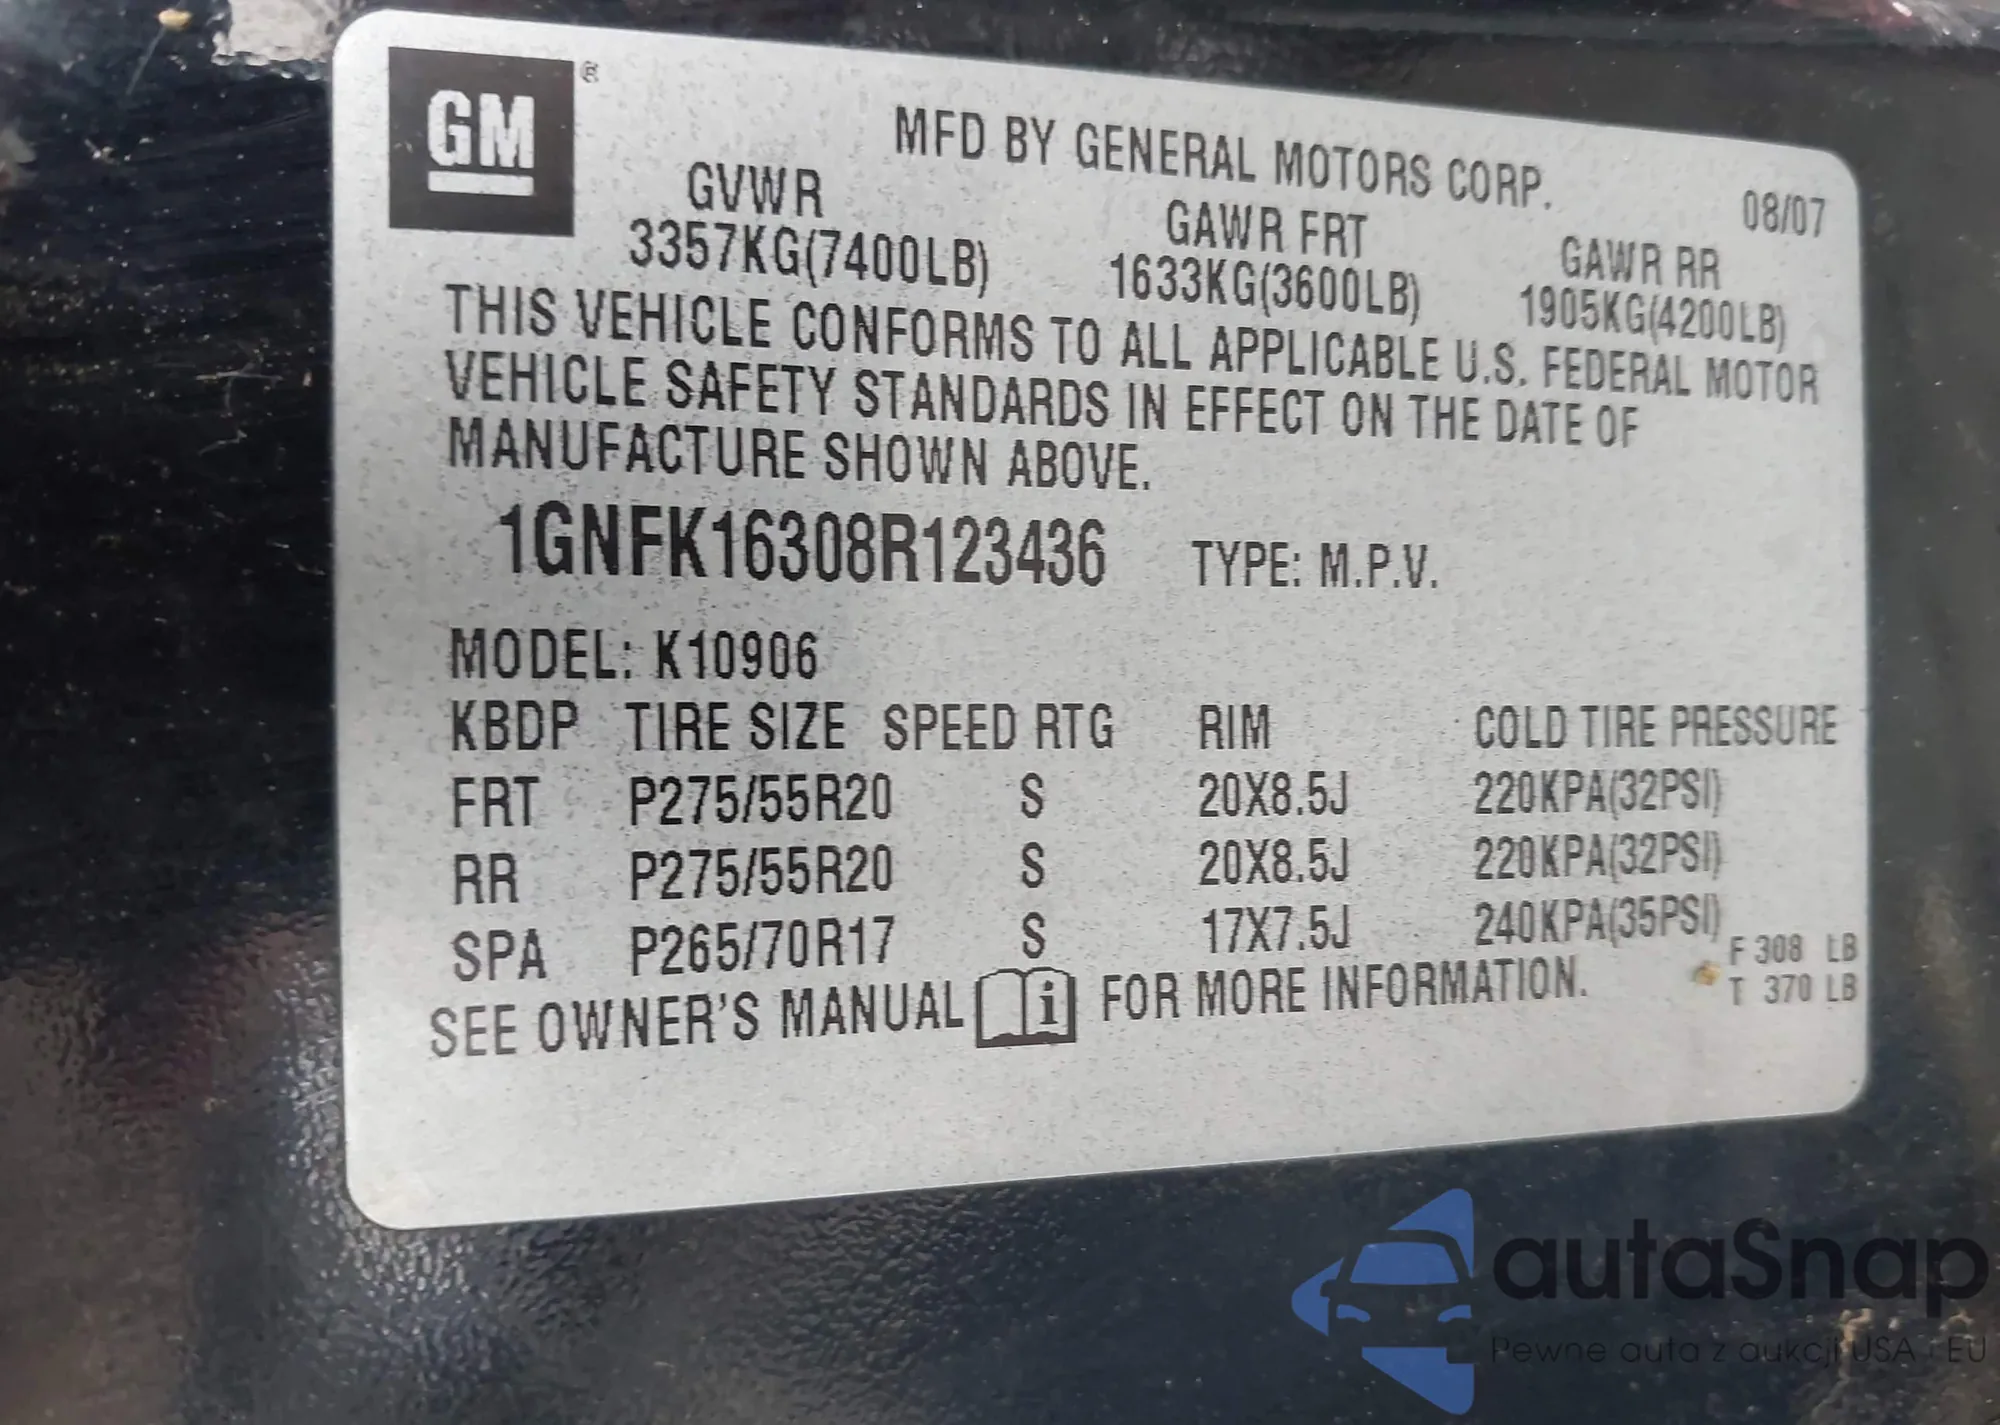 GM ®
MFD BY GENERAL MOTORS CORP.
08/07
GVWR GAWR FRT GAWR RR
3357KG(7400LB) 1633KG(3600LB) 1905KG(4200LB)
THIS VEHICLE CONFORMS TO ALL APPLICABLE U.S. FEDERAL MOTOR
VEHICLE SAFETY STANDARDS IN EFFECT ON THE DATE OF
MANUFACTURE SHOWN ABOVE.
1GNFK16308R123436 TYPE: M.P.V.
MODEL: K10906
KBDP TIRE SIZE SPEED RTG RIM COLD TIRE PRESSURE
FRT P275/55R20 S 20X8.5J 220KPA(32PSI)
RR P275/55R20 S 20X8.5J 220KPA(32PSI)
SPA P265/70R17 S 17X7.5J 240KPA(35PSI)
F 308 LB
T 370 LB
SEE OWNER'S MANUAL i FOR MORE INFORMATION.
autaSnap
Pewne auta z aukcji USA i EU